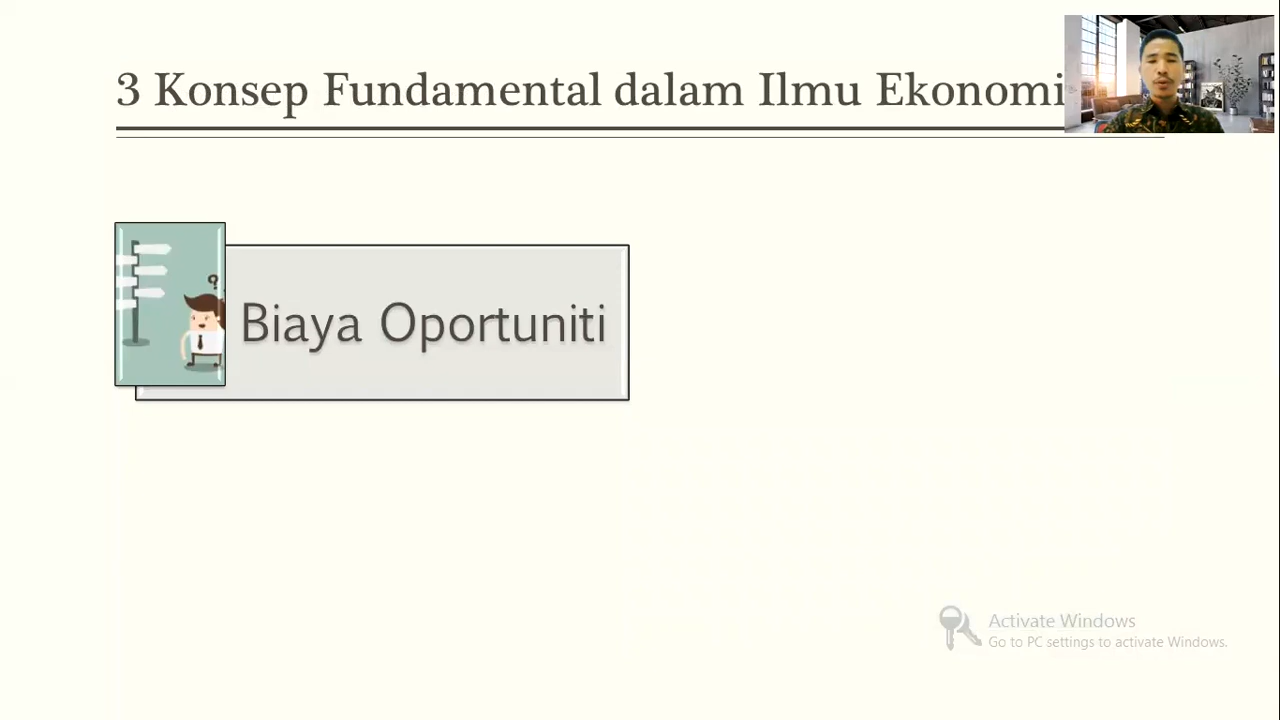 3 Konsep Fundamental dalam Ilmu Ekonomi
?
Biaya Oportuniti
Activate Windows
Go to PC settings to activate Windows.